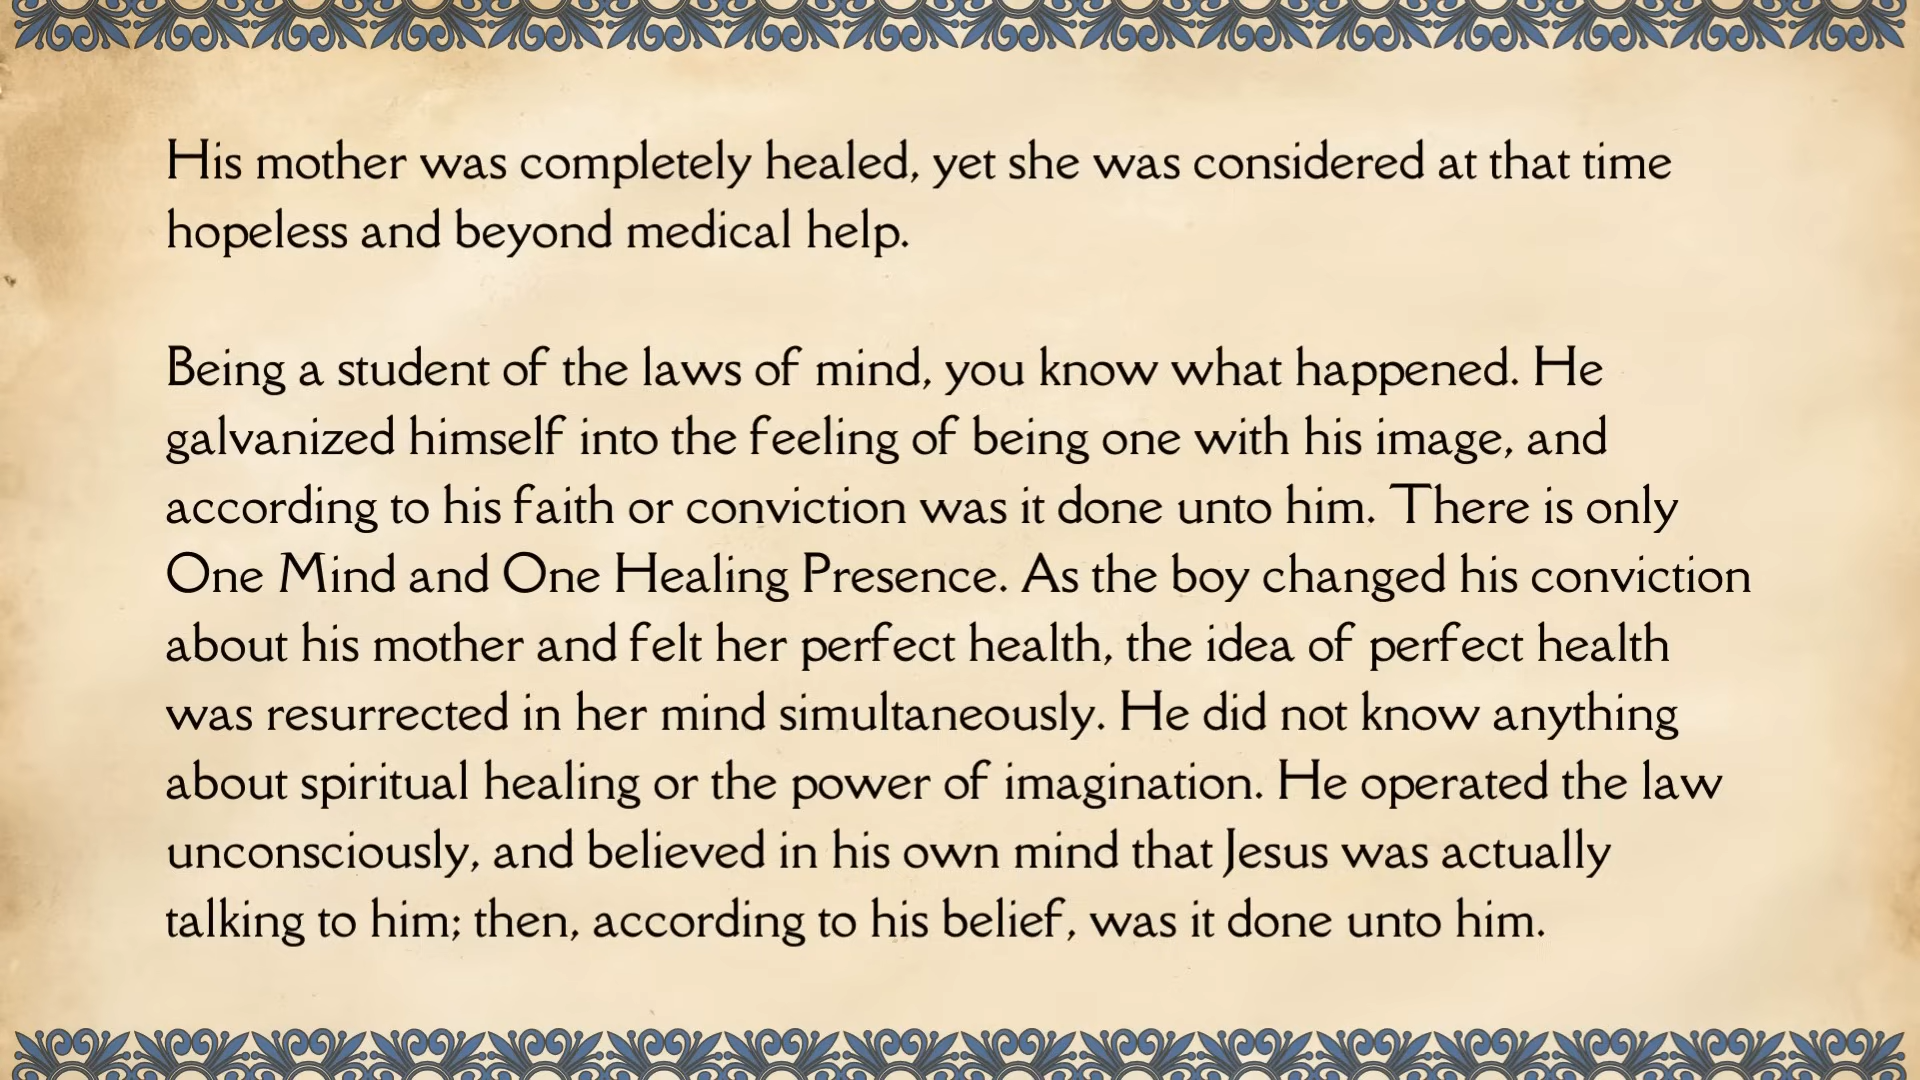 His mother was completely healed, yet she was considered at that time
hopeless and beyond medical help.
Being a student of the laws of mind, you know what happened. He
galvanized himself into the feeling of being one with his image, and
according to his faith or conviction was it done unto him. There is only
One Mind and One Healing Presence. As the boy changed his conviction
about his mother and felt her perfect health, the idea of perfect health
was resurrected in her mind simultaneously. He did not know anything
about spiritual healing or the power of imagination. He operated the law
unconsciously, and believed in his own mind that Jesus was actually
talking to him; then, according to his belief, was it done unto him.